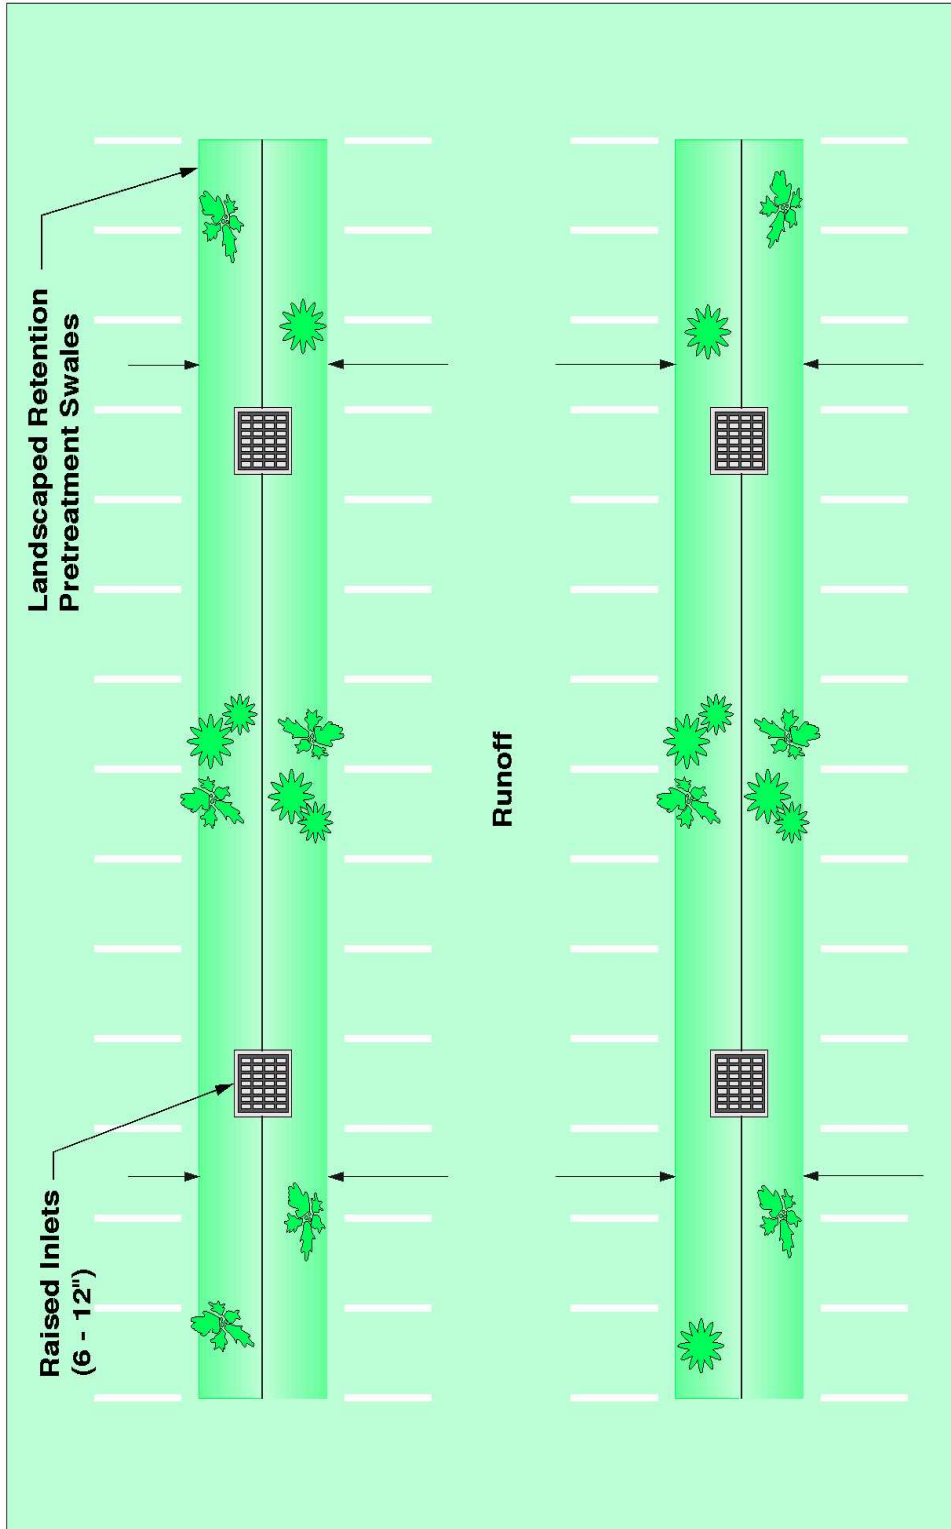 Raised Inlets
(6 - 12")
Landscaped Retention
Pretreatment Swales
Runoff